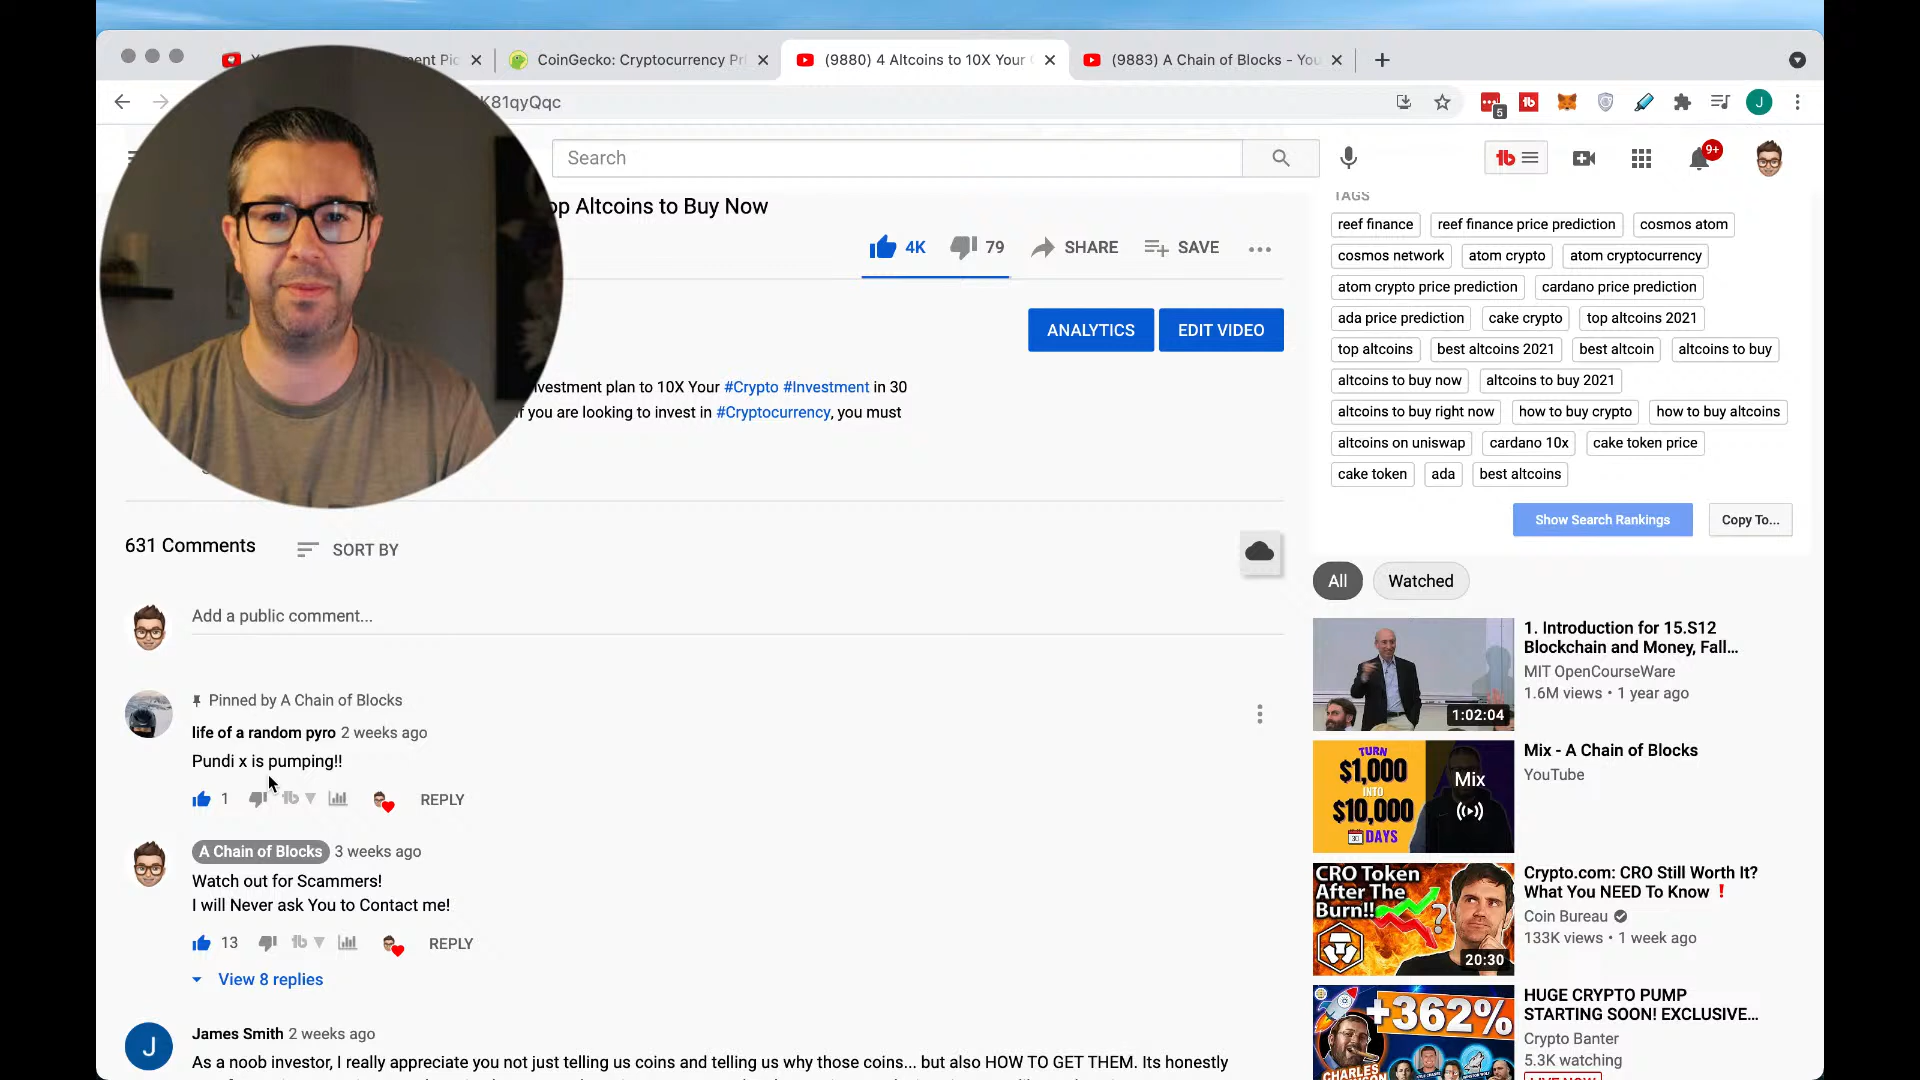 ment Pic
CoinGecko: Cryptocurrency Pri
(9880) 4 Altcoins to 10X Your
(9883) A Chain of Blocks - You
K81qyQqc
5
J
Search
9+
op Altcoins to Buy Now
4K
79
SHARE
SAVE
ANALYTICS
EDIT VIDEO
nvestment plan to 10X Your #Crypto #Investment in 30
f you are looking to invest in #Cryptocurrency, you must
631 Comments
SORT BY
Add a public comment...
Pinned by A Chain of Blocks
life of a random pyro 2 weeks ago
Pundi x is pumping!!
1
REPLY
A Chain of Blocks 3 weeks ago
Watch out for Scammers!
I will Never ask You to Contact me!
13
REPLY
View 8 replies
J
James Smith 2 weeks ago
As a noob investor, I really appreciate you not just telling us coins and telling us why those coins... but also HOW TO GET THEM. Its honestly
TAGS
reef finance
reef finance price prediction
cosmos atom
cosmos network
atom crypto
atom cryptocurrency
atom crypto price prediction
cardano price prediction
ada price prediction
cake crypto
top altcoins 2021
top altcoins
best altcoins 2021
best altcoin
altcoins to buy
altcoins to buy now
altcoins to buy 2021
altcoins to buy right now
how to buy crypto
how to buy altcoins
altcoins on uniswap
cardano 10x
cake token price
cake token
ada
best altcoins
Show Search Rankings
Copy To...
All
Watched
1:02:04
1. Introduction for 15.S12
Blockchain and Money, Fall...
MIT OpenCourseWare
1.6M views • 1 year ago
TURN
$1,000
INTO
$10,000
30
DAYS
Mix
Mix - A Chain of Blocks
YouTube
CRO Token
After The
Burn!!
?
20:30
Crypto.com: CRO Still Worth It?
What You NEED To Know❗
Coin Bureau
133K views • 1 week ago
+362%
CHARLES
HUGE CRYPTO PUMP
STARTING SOON! EXCLUSIVE...
Crypto Banter
5.3K watching
LIVE NOW